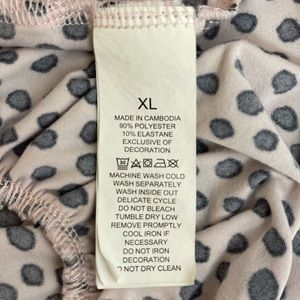 XL
MADE IN CAMBODIA
90% POLYESTER
10% ELASTANE
EXCLUSIVE OF
DECORATION
MACHINE WASH COLD
WASH SEPARATELY
WASH INSIDE OUT
DELICATE CYCLE
DO NOT BLEACH
TUMBLE DRY LOW
REMOVE PROMPTLY
COOL IRON IF
NECESSARY
DO NOT IRON
DECORATION
DO NOT DRY CLEAN